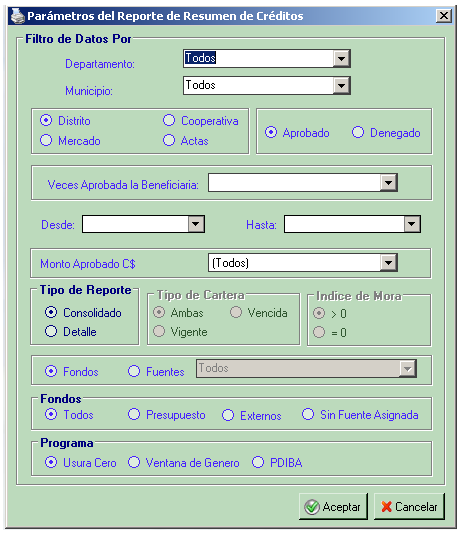 Parámetros del Reporte de Resumen de Créditos
Filtro de Datos Por
Departamento: Todos
Municipio: Todos
Distrito Cooperativa
Mercado Actas
Aprobado Denegado
Veces Aprobada la Beneficiaria:
Desde: Hasta:
Monto Aprobado C$ (Todos)
Tipo de Reporte
Consolidado
Detalle
Tipo de Cartera
Ambas Vencida
Vigente
Indice de Mora
> 0
= 0
Fondos Fuentes Todos
Fondos
Todos Presupuesto Externos Sin Fuente Asignada
Programa
Usura Cero Ventana de Genero PDIBA
Aceptar Cancelar